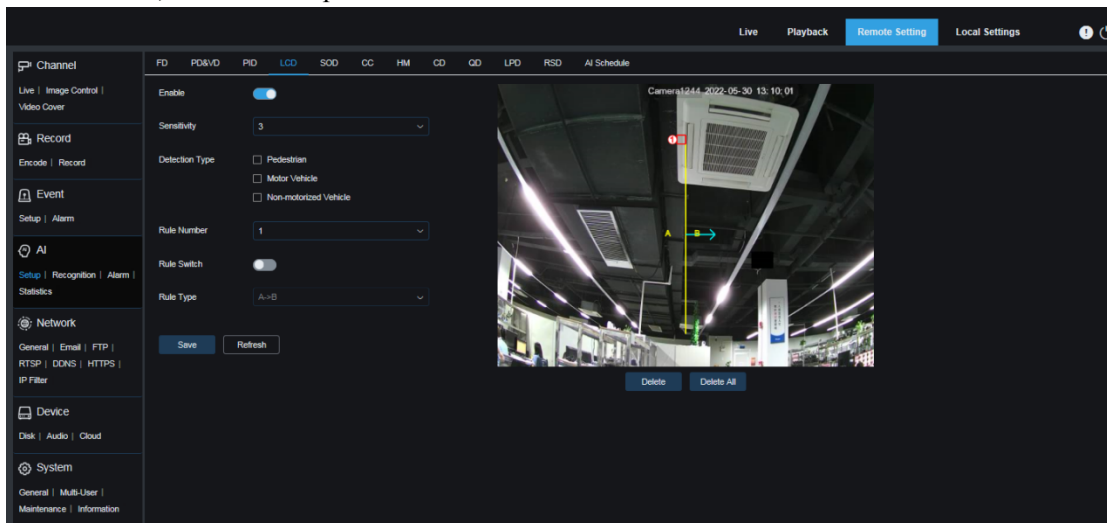 Live Playback Remote Setting Local Settings
Channel
Live | Image Control |
Video Cover
Record
Encode | Record
Event
Setup | Alarm
AI
Setup | Recognition | Alarm |
Statistics
Network
General | Email | FTP |
RTSP | DDNS | HTTPS |
IP Filter
Device
Disk | Audio | Cloud
System
General | Multi-User |
Maintenance | Information
FD PD&VD PID LCD SOD CC HM CD QD LPD RSD AI Schedule
Enable
Sensitivity 3
Detection Type Pedestrian
Motor Vehicle
Non-motorized Vehicle
Rule Number 1
Rule Switch
Rule Type A->B
Save Refresh
Camera1244 2022-05-30 13:10:01
1
A B
Delete Delete All